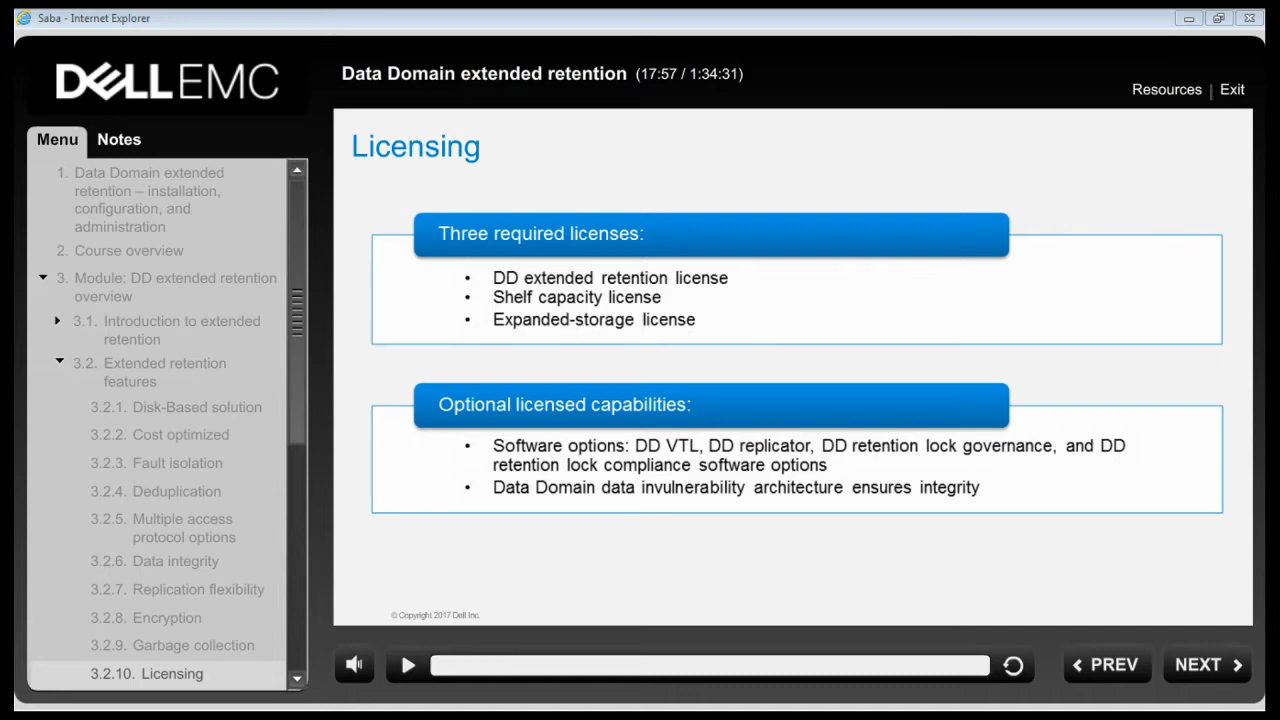 Saba - Internet Explorer
DELLEMC
Data Domain extended retention (17:57 / 1:34:31)
Resources | Exit
Menu Notes
1. Data Domain extended
retention – installation,
configuration, and
administration
2. Course overview
3. Module: DD extended retention
overview
3.1. Introduction to extended
retention
3.2. Extended retention
features
3.2.1. Disk-Based solution
3.2.2. Cost optimized
3.2.3. Fault isolation
3.2.4. Deduplication
3.2.5. Multiple access
protocol options
3.2.6. Data integrity
3.2.7. Replication flexibility
3.2.8. Encryption
3.2.9. Garbage collection
3.2.10. Licensing
Licensing
Three required licenses:
• DD extended retention license
• Shelf capacity license
• Expanded-storage license
Optional licensed capabilities:
• Software options: DD VTL, DD replicator, DD retention lock governance, and DD
retention lock compliance software options
• Data Domain data invulnerability architecture ensures integrity
© Copyright 2017 Dell Inc.
PREV NEXT